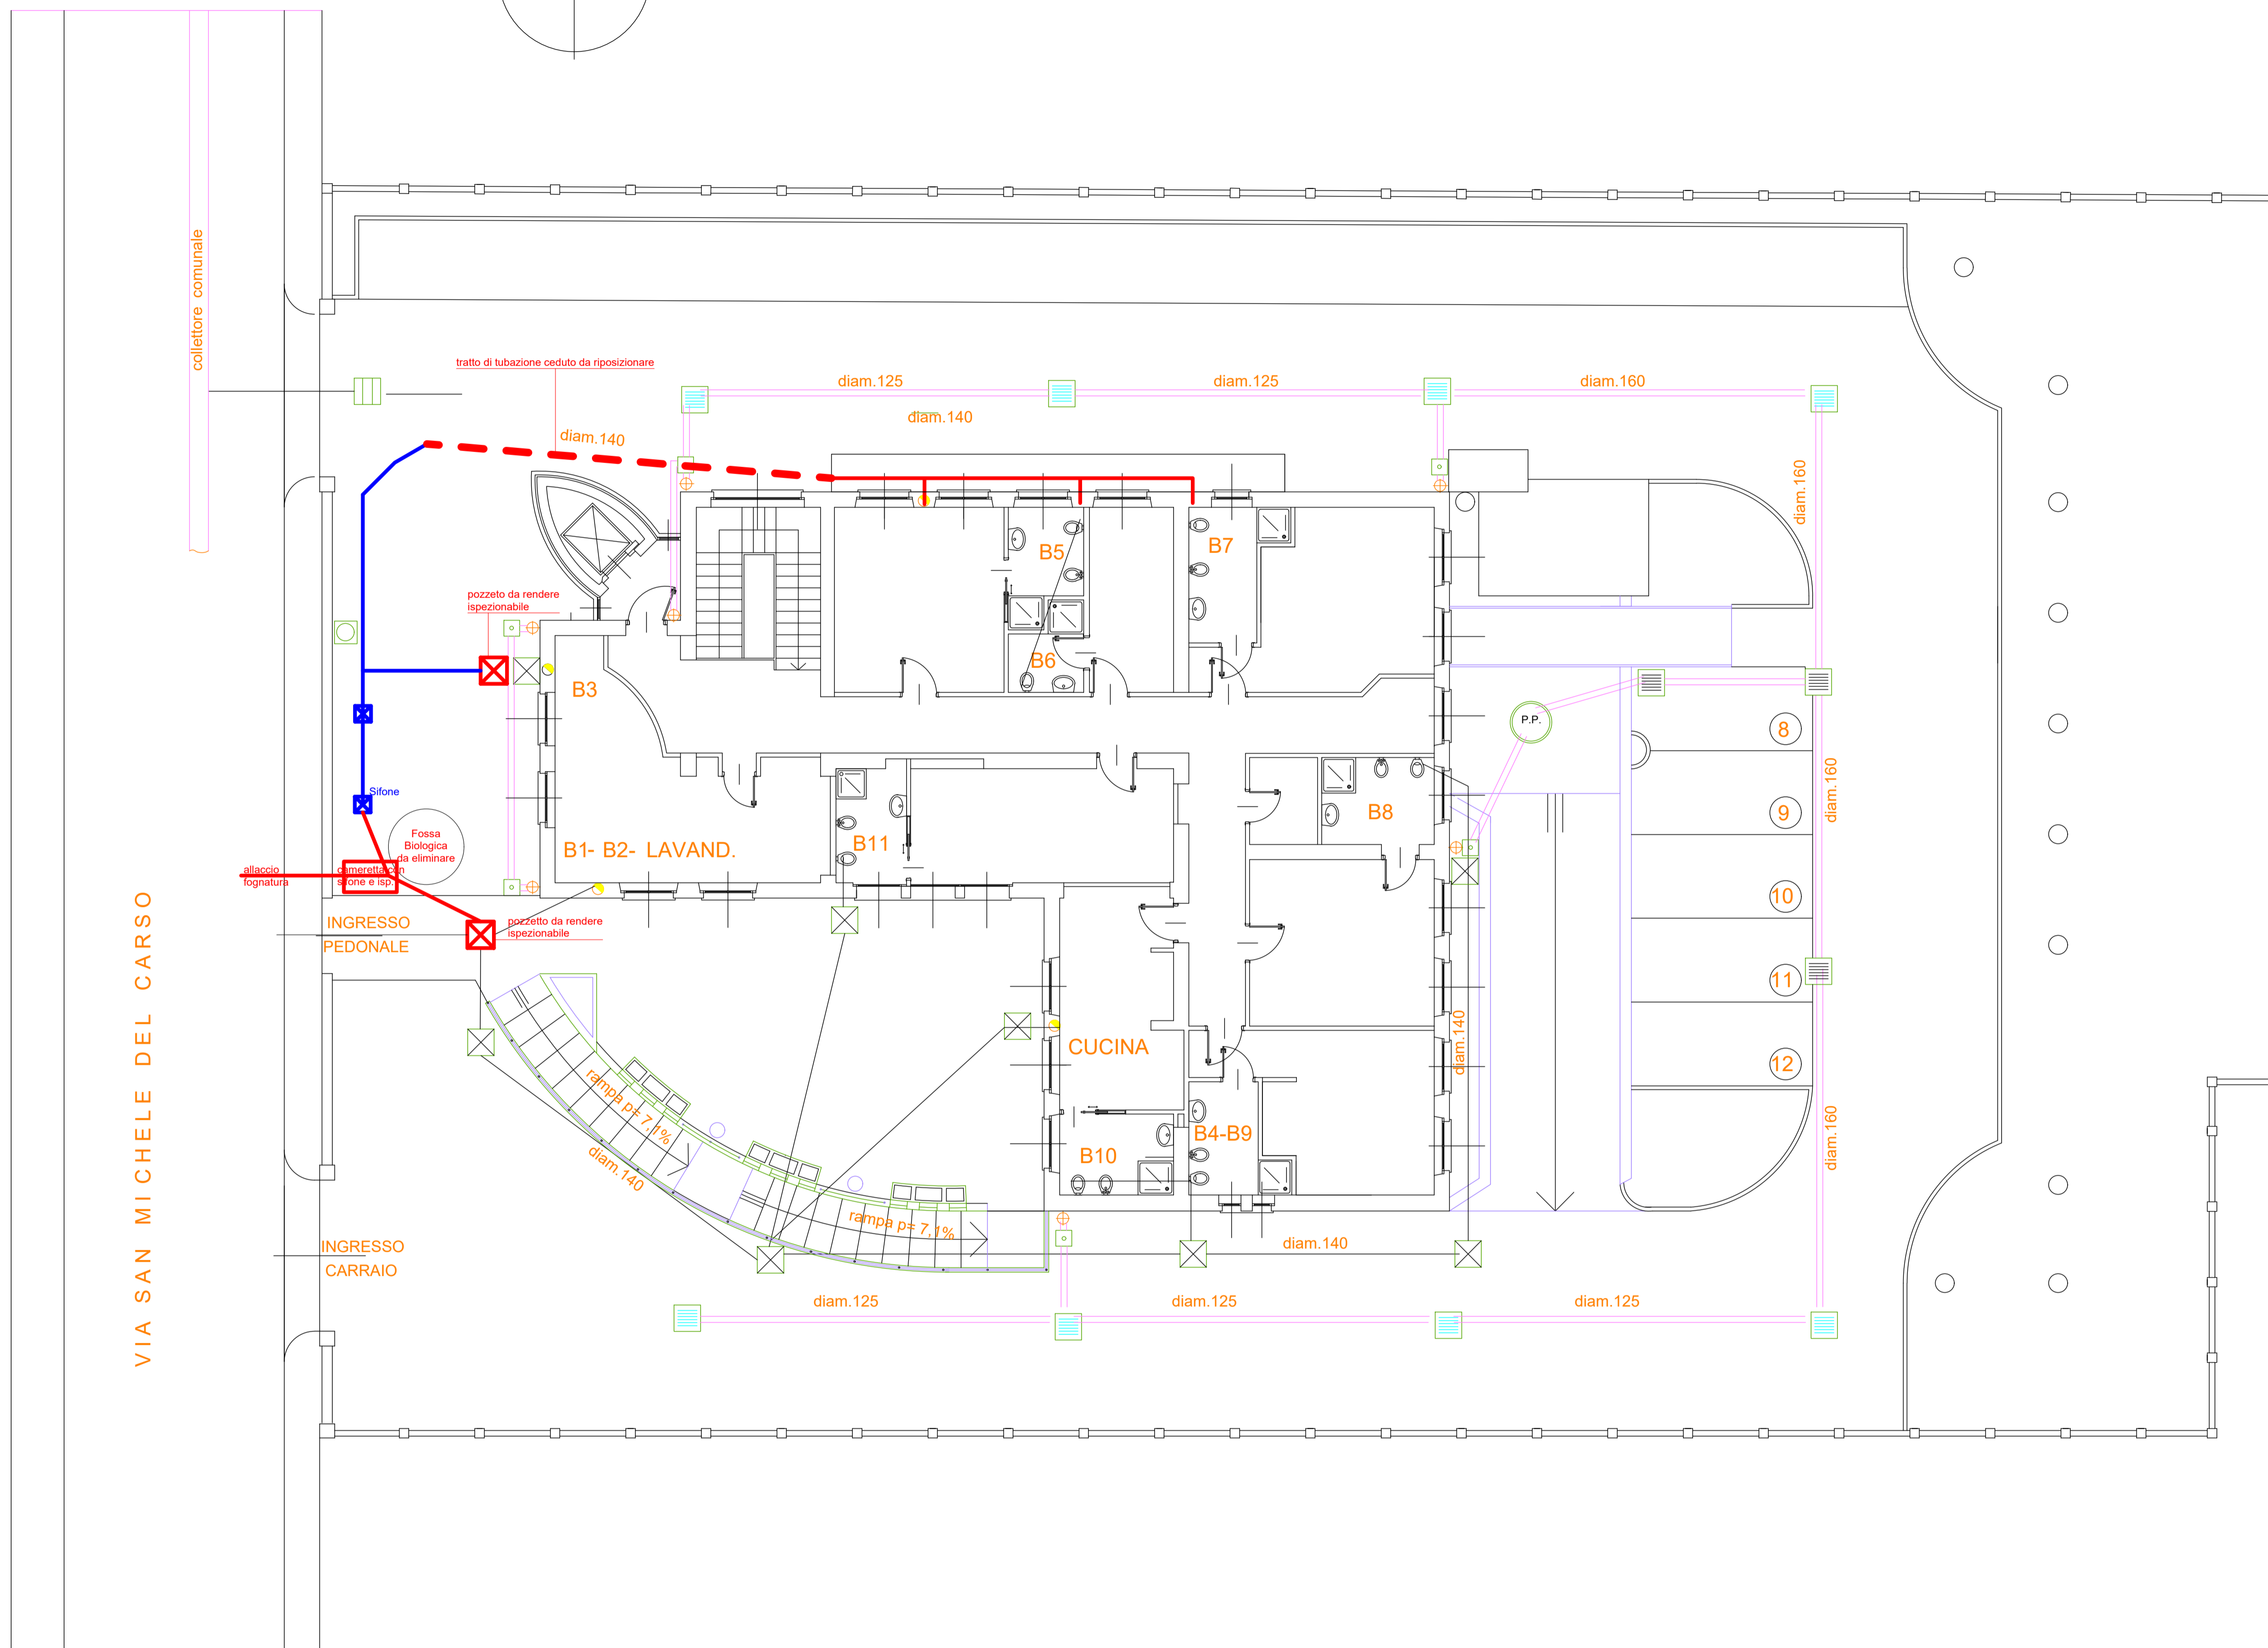 collettore comunale
tratto di tubazione ceduto da riposizionare
diam.125
diam.125
diam.160
diam.140
diam.140
diam.160
B5
B7
pozzeto da rendere
ispezionabile
B6
B3
P.P.
8
Sifone
diam.160
9
B8
Fossa
Biologica
da eliminare
B1- B2- LAVAND.
B11
allaccio
fognatura
cameretta con
sifone e isp.
10
INGRESSO
PEDONALE
pozzetto da rendere
ispezionabile
11
VIA SAN MICHELE DEL CARSO
CUCINA
diam.140
12
rampa p= 7,1%
diam.140
B4-B9
B10
diam.160
rampa p= 7,1%
INGRESSO
CARRAIO
diam.140
diam.125
diam.125
diam.125